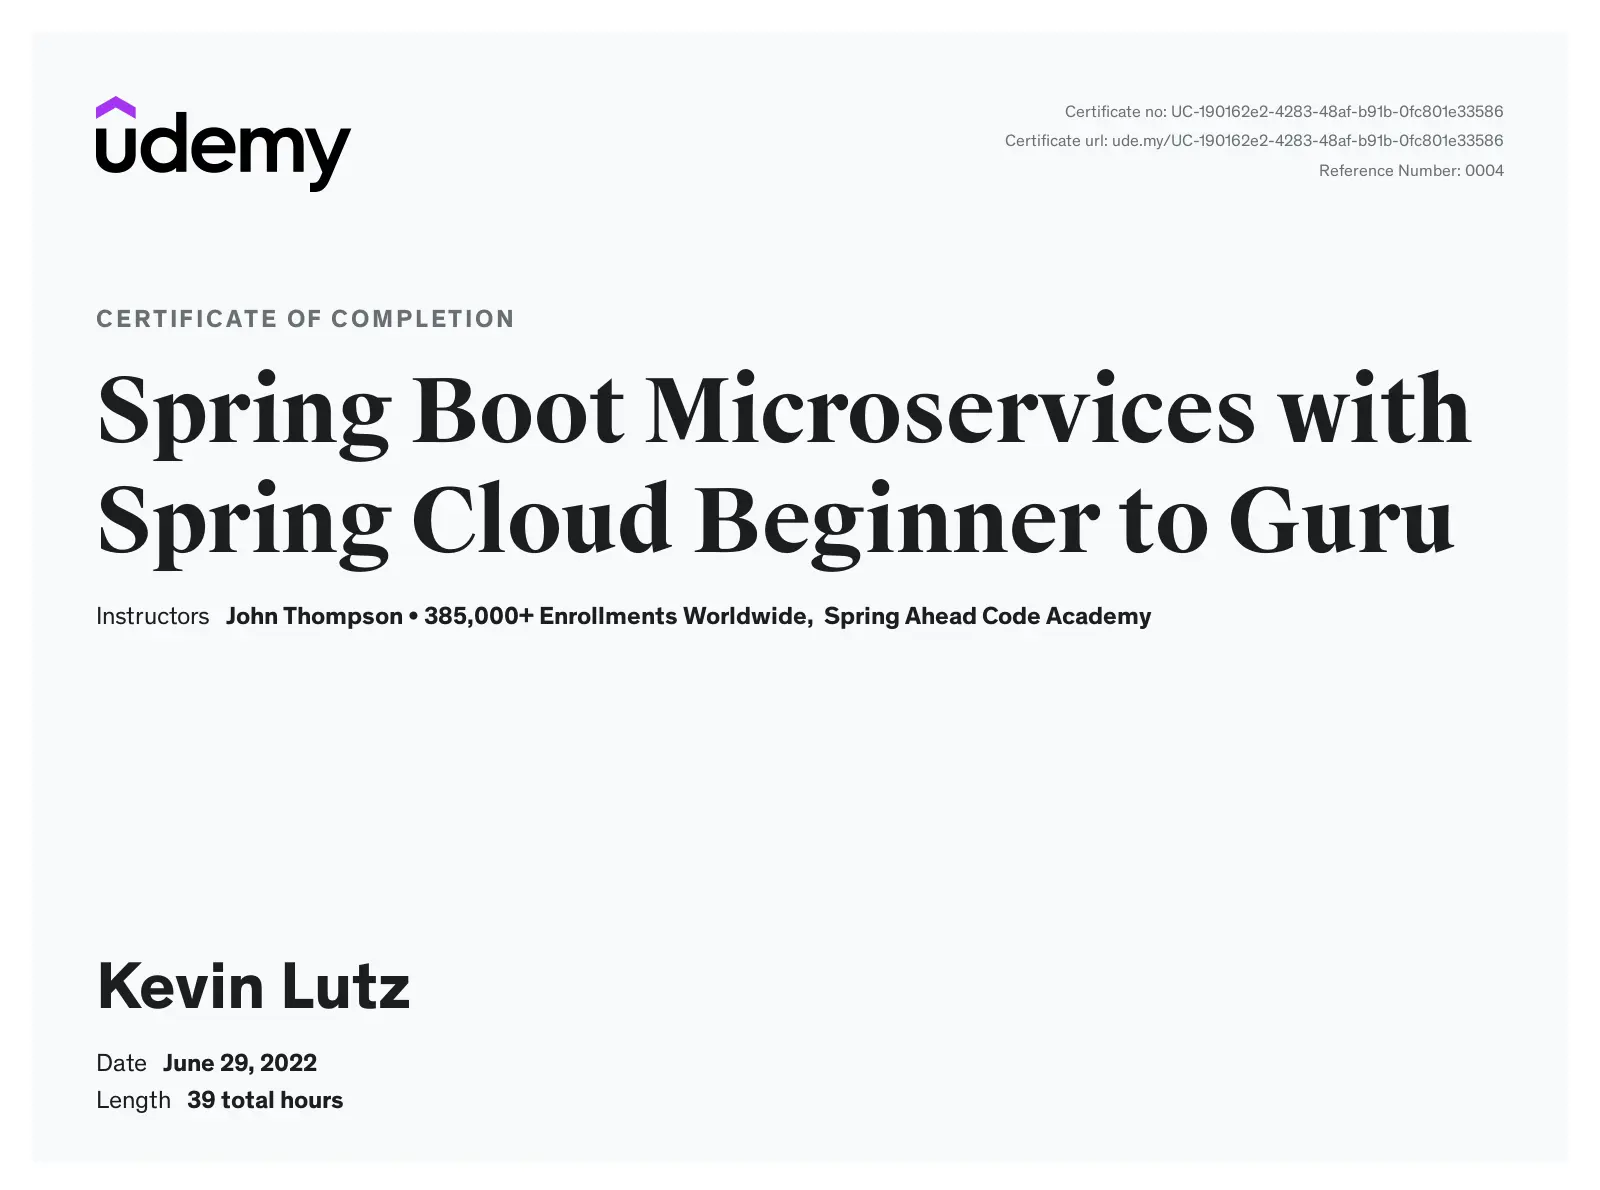 udemy
Certificate no: UC-190162e2-4283-48af-b91b-0fc801e33586
Certificate url: ude.my/UC-190162e2-4283-48af-b91b-0fc801e33586
Reference Number: 0004
CERTIFICATE OF COMPLETION
Spring Boot Microservices with
Spring Cloud Beginner to Guru
Instructors John Thompson • 385,000+ Enrollments Worldwide, Spring Ahead Code Academy
Kevin Lutz
Date June 29, 2022
Length 39 total hours